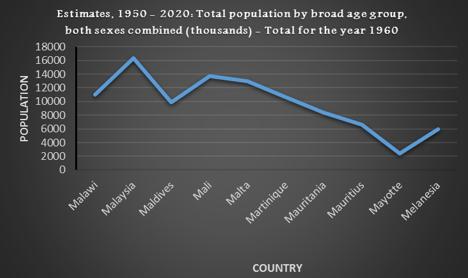 Estimates, 1950 – 2020: Total population by broad age group,
both sexes combined (thousands) – Total for the year 1960
18000
16000
14000
12000
10000
8000
6000
4000
2000
0
POPULATION
Malawi
Malaysia
Maldives
Mali
Malta
Martinique
Mauritania
Mauritius
Mayotte
Melanesia
COUNTRY